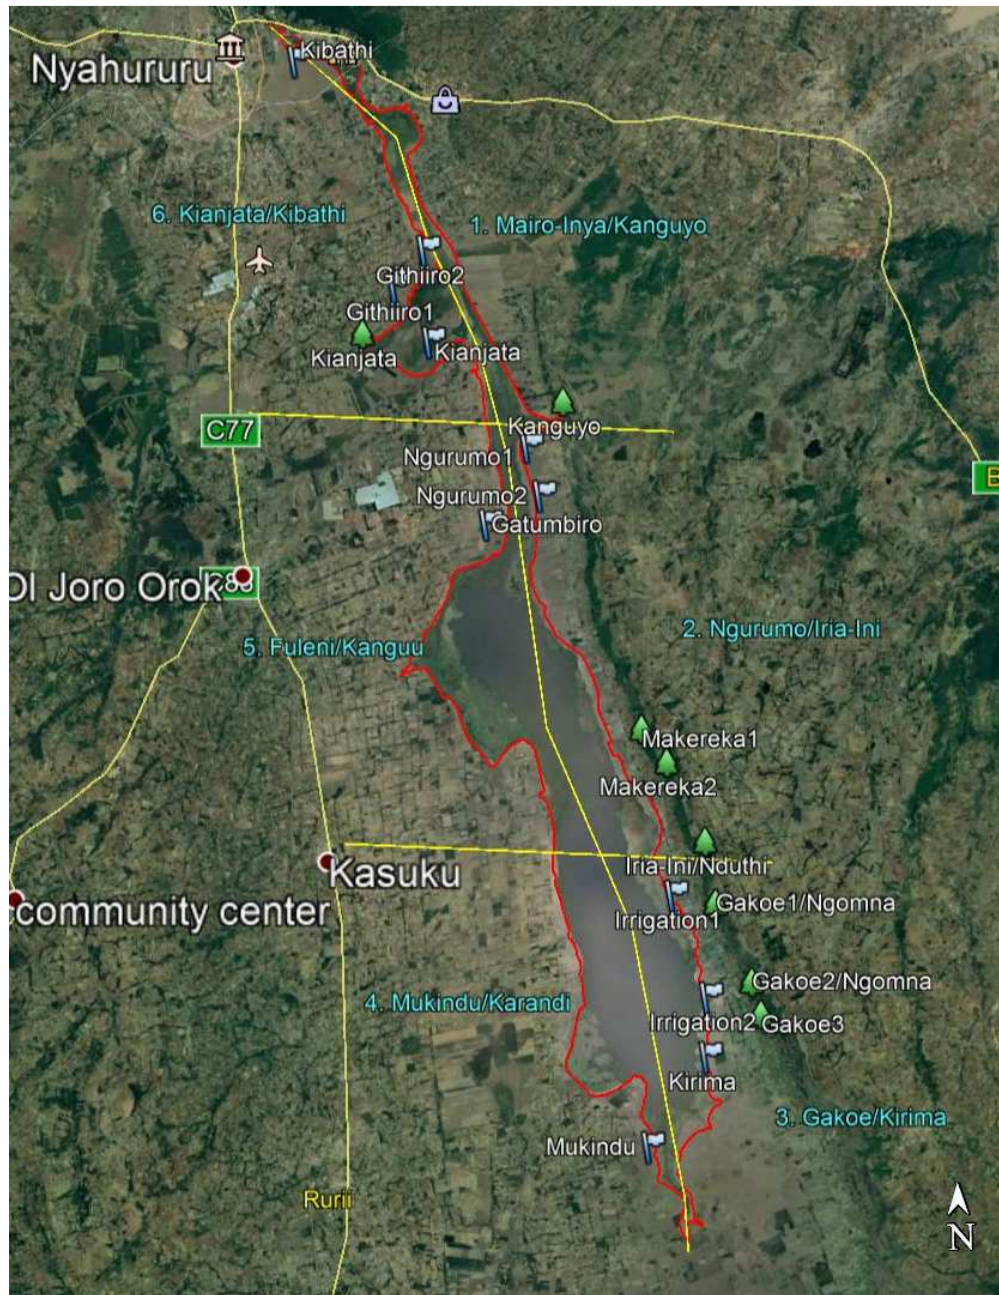 Kibathi
Nyahururu
6. Kianjata/Kibathi
1. Mairo-Inya/Kanguyo
Githiiro2
Githiiro1
Kianjata
Kianjata
Kanguyo
C77
Ngurumo1
B
Ngurumo2
Gatumbiro
Ol Joro Orok
2. Ngurumo/Iria-Ini
5. Fuleni/Kanguu
Makereka1
Makereka2
Iria-Ini/Nduthi
Kasuku
Gakoe1/Ngomna
community center
Irrigation1
Gakoe2/Ngomna
4. Mukindu/Karandi
Irrigation2
Gakoe3
Kirima
3. Gakoe/Kirima
Mukindu
Rurii
N